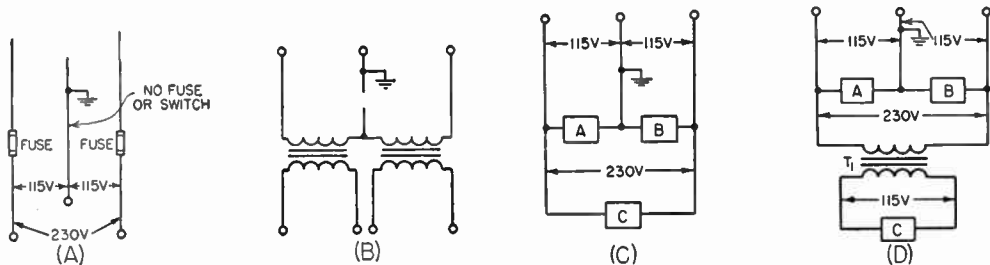 NO FUSE
OR SWITCH
FUSE
FUSE
115V
115V
230V
(A)
(B)
115V
115V
A
B
230V
C
(C)
115V
115V
A
B
230V
T1
115V
C
(D)